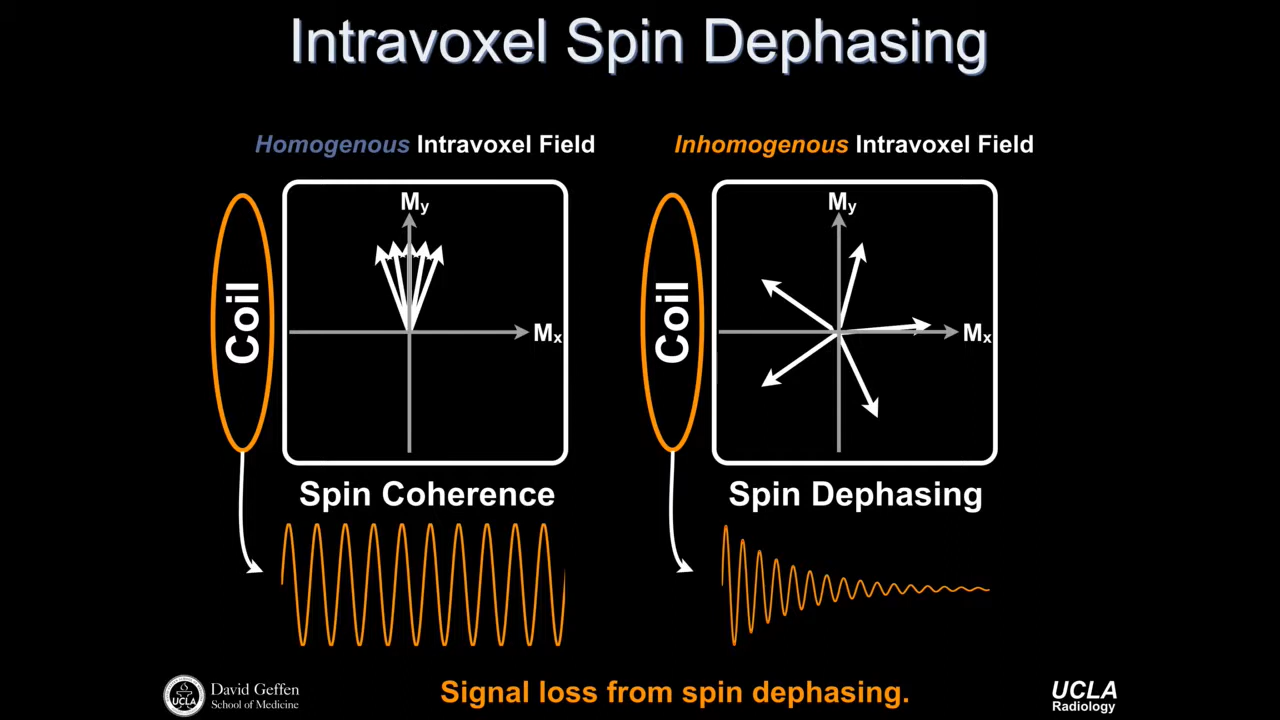 Intravoxel Spin Dephasing
Homogenous Intravoxel Field
Inhomogenous Intravoxel Field
Coil
My
Mx
Coil
My
Mx
Spin Coherence
Spin Dephasing
UCLA
David Geffen
School of Medicine
Signal loss from spin dephasing.
UCLA
Radiology